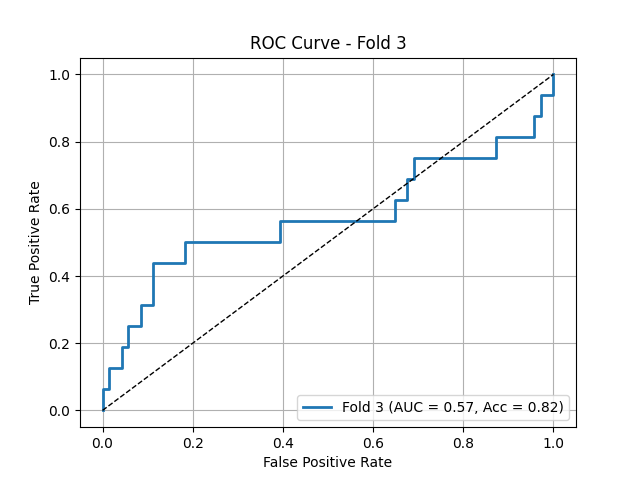 ROC Curve - Fold 3
True Positive Rate
1.0
0.8
0.6
0.4
0.2
0.0
Fold 3 (AUC = 0.57, Acc = 0.82)
0.0 0.2 0.4 0.6 0.8 1.0
False Positive Rate